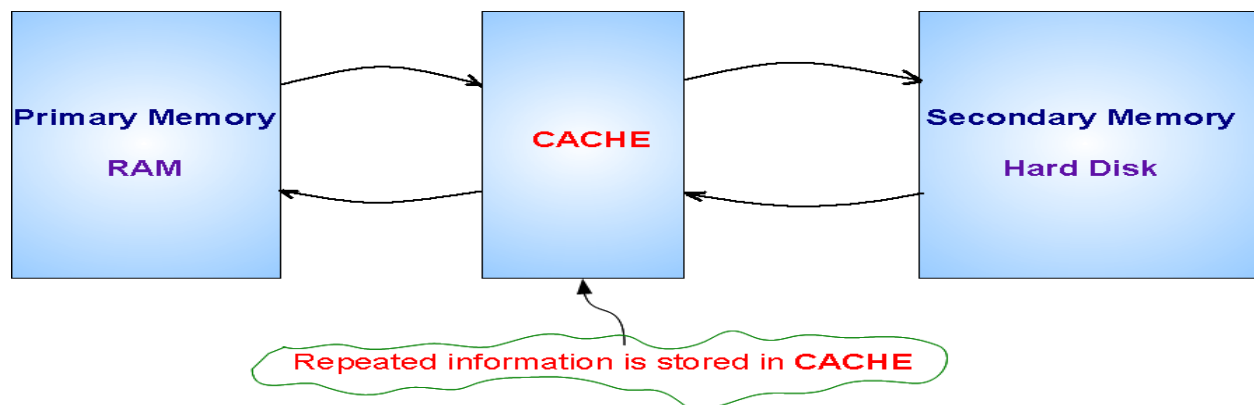 Primary Memory
RAM
CACHE
Secondary Memory
Hard Disk
Repeated information is stored in CACHE